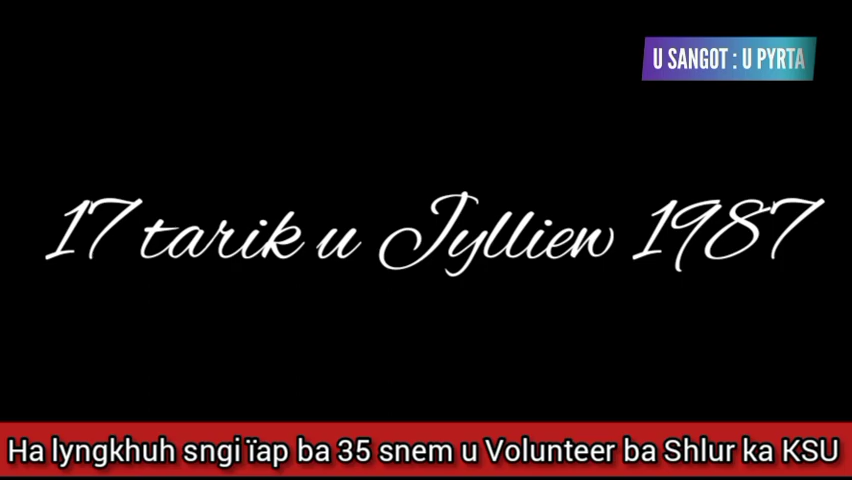 U SANGOT : U PYRTA
17 tarik u Jylliew 1987
Ha lyngkhuh sngi ïap ba 35 snem u Volunteer ba Shlur ka KSU